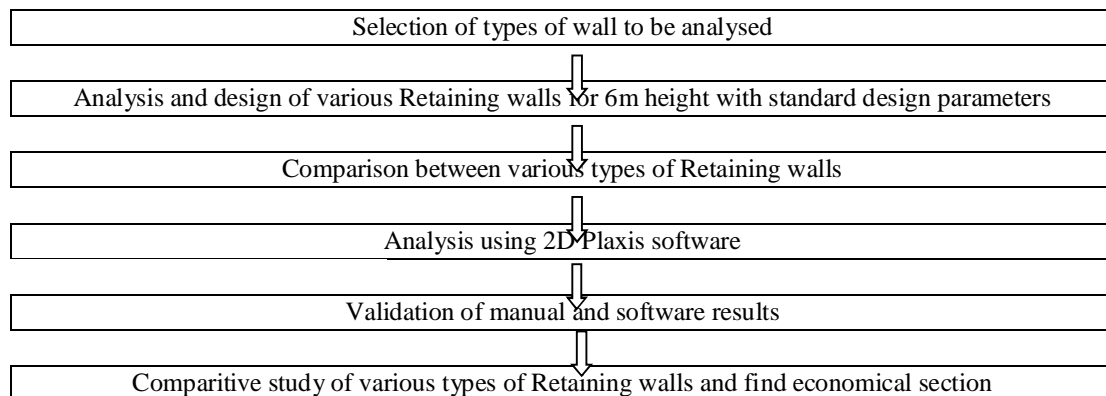 Selection of types of wall to be analysed
Analysis and design of various Retaining walls for 6m height with standard design parameters
Comparison between various types of Retaining walls
Analysis using 2D Plaxis software
Validation of manual and software results
Comparitive study of various types of Retaining walls and find economical section